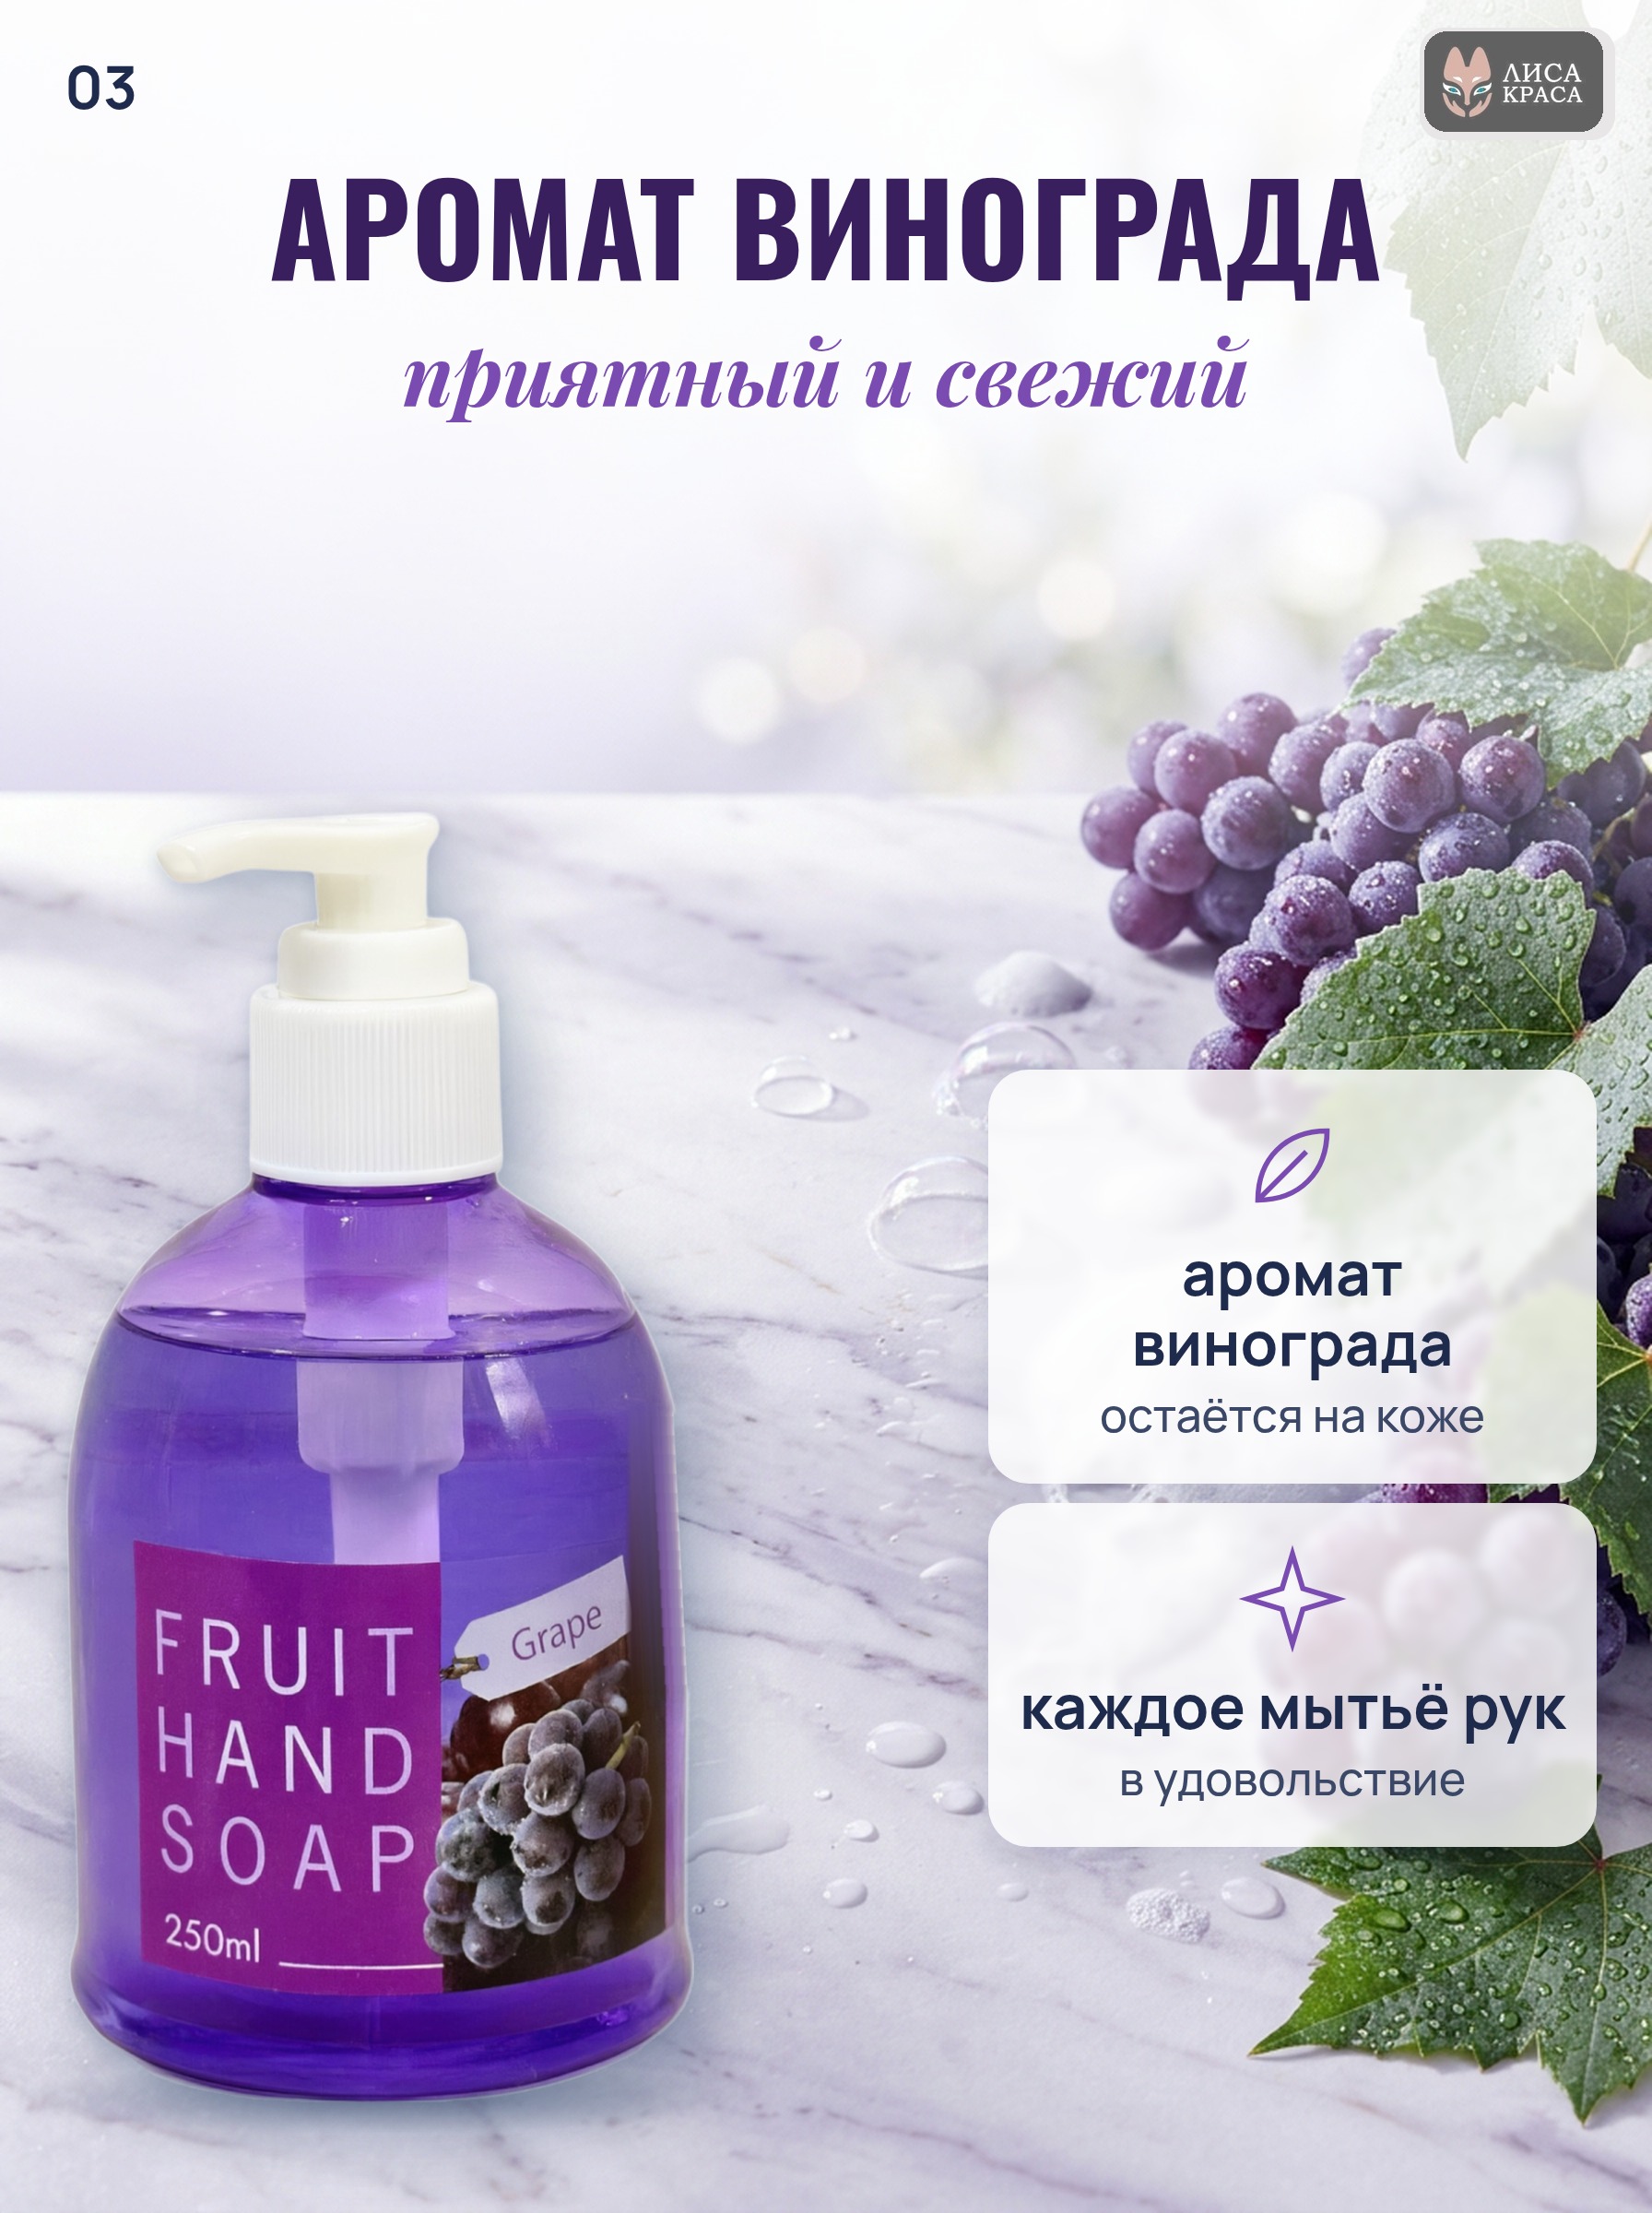 03
ЛИСА
КРАСА
АРОМАТ ВИНОГРАДА
приятный и свежий
аромат
винограда
остаётся на коже
каждое мытьё рук
в удовольствие
Grape
FRUIT
HAND
SOAP
250ml